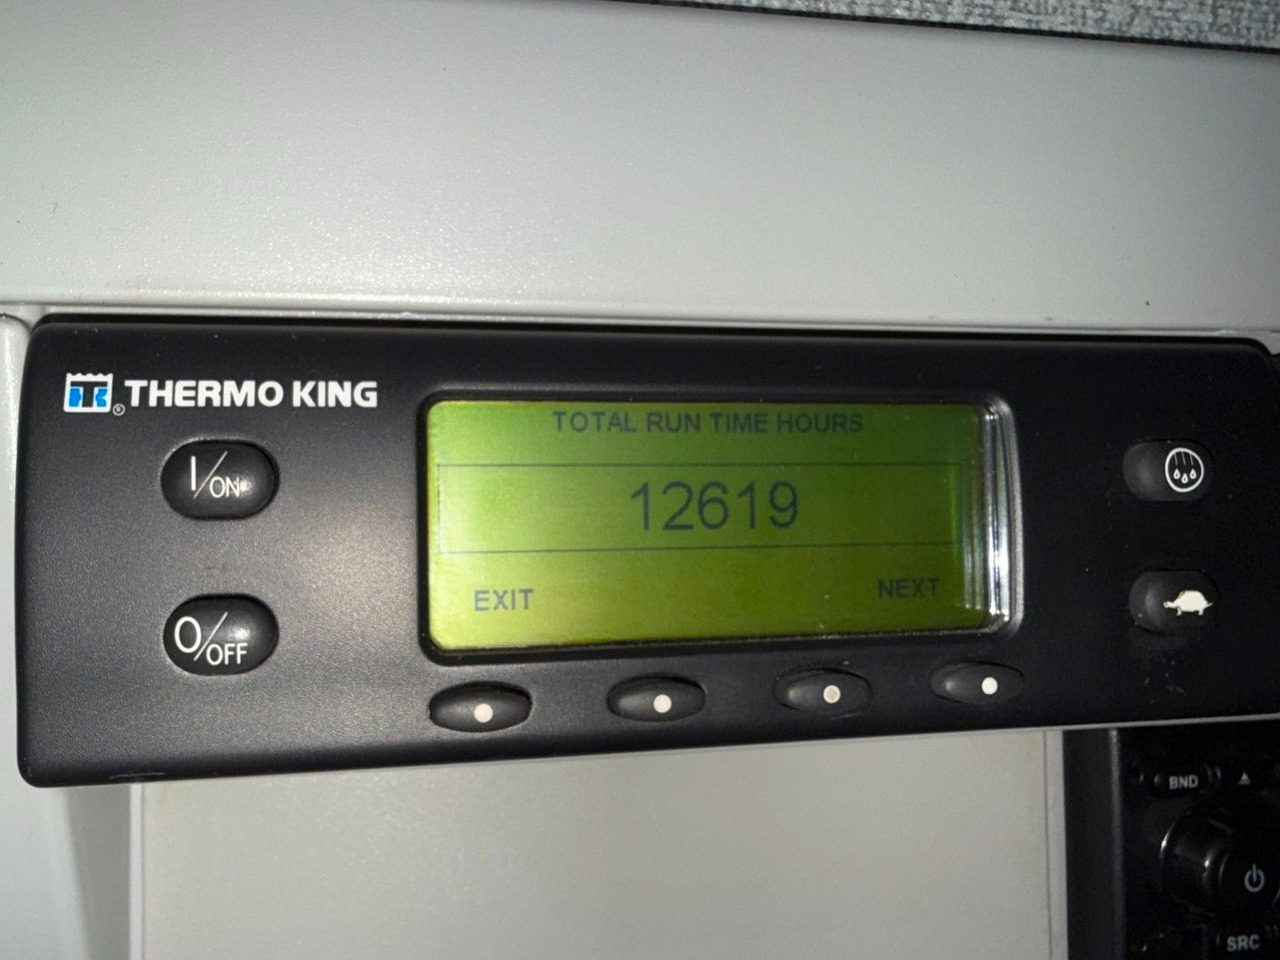 THERMO KING
®
I/ON
O/OFF
TOTAL RUN TIME HOURS
12619
EXIT NEXT
BND
SRC